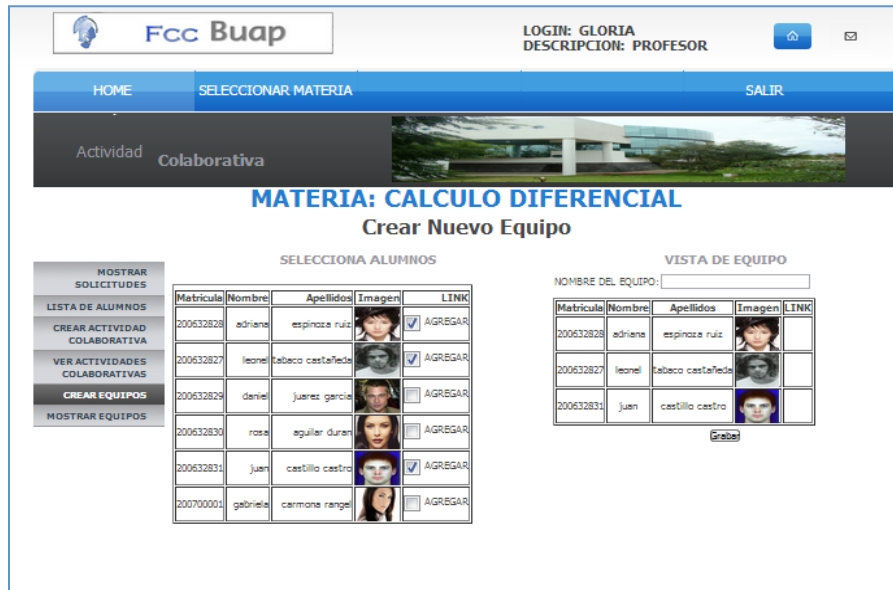 Fcc Buap
LOGIN: GLORIA
DESCRIPCION: PROFESOR
HOME SELECCIONAR MATERIA SALIR
Actividad Colaborativa
MATERIA: CALCULO DIFERENCIAL
Crear Nuevo Equipo
MOSTRAR
SOLICITUDES
LISTA DE ALUMNOS
CREAR ACTIVIDAD
COLABORATIVA
VER ACTIVIDADES
COLABORATIVAS
CREAR EQUIPOS
MOSTRAR EQUIPOS
SELECCIONA ALUMNOS
Matricula Nombre Apellidos Imagen LINK
200632828 adriana espinoza ruiz AGREGAR
200632827 leonel tabaco castañeda AGREGAR
200632829 daniel juarez garcia AGREGAR
200632830 rosa aguilar duran AGREGAR
200632831 juan castillo castro AGREGAR
200700001 gabriela carmona rangel AGREGAR
VISTA DE EQUIPO
NOMBRE DEL EQUIPO:
Matricula Nombre Apellidos Imagen LINK
200632828 adriana espinoza ruiz
200632827 leonel tabaco castañeda
200632831 juan castillo castro
Grabar